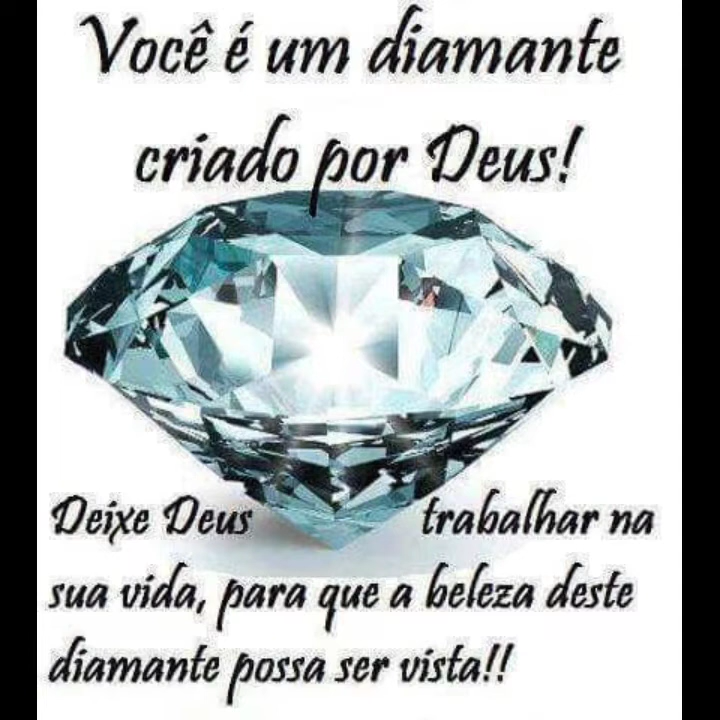 Você é um diamante
criado por Deus!
Deixe Deus trabalhar na
sua vida, para que a beleza deste
diamante possa ser vista!!